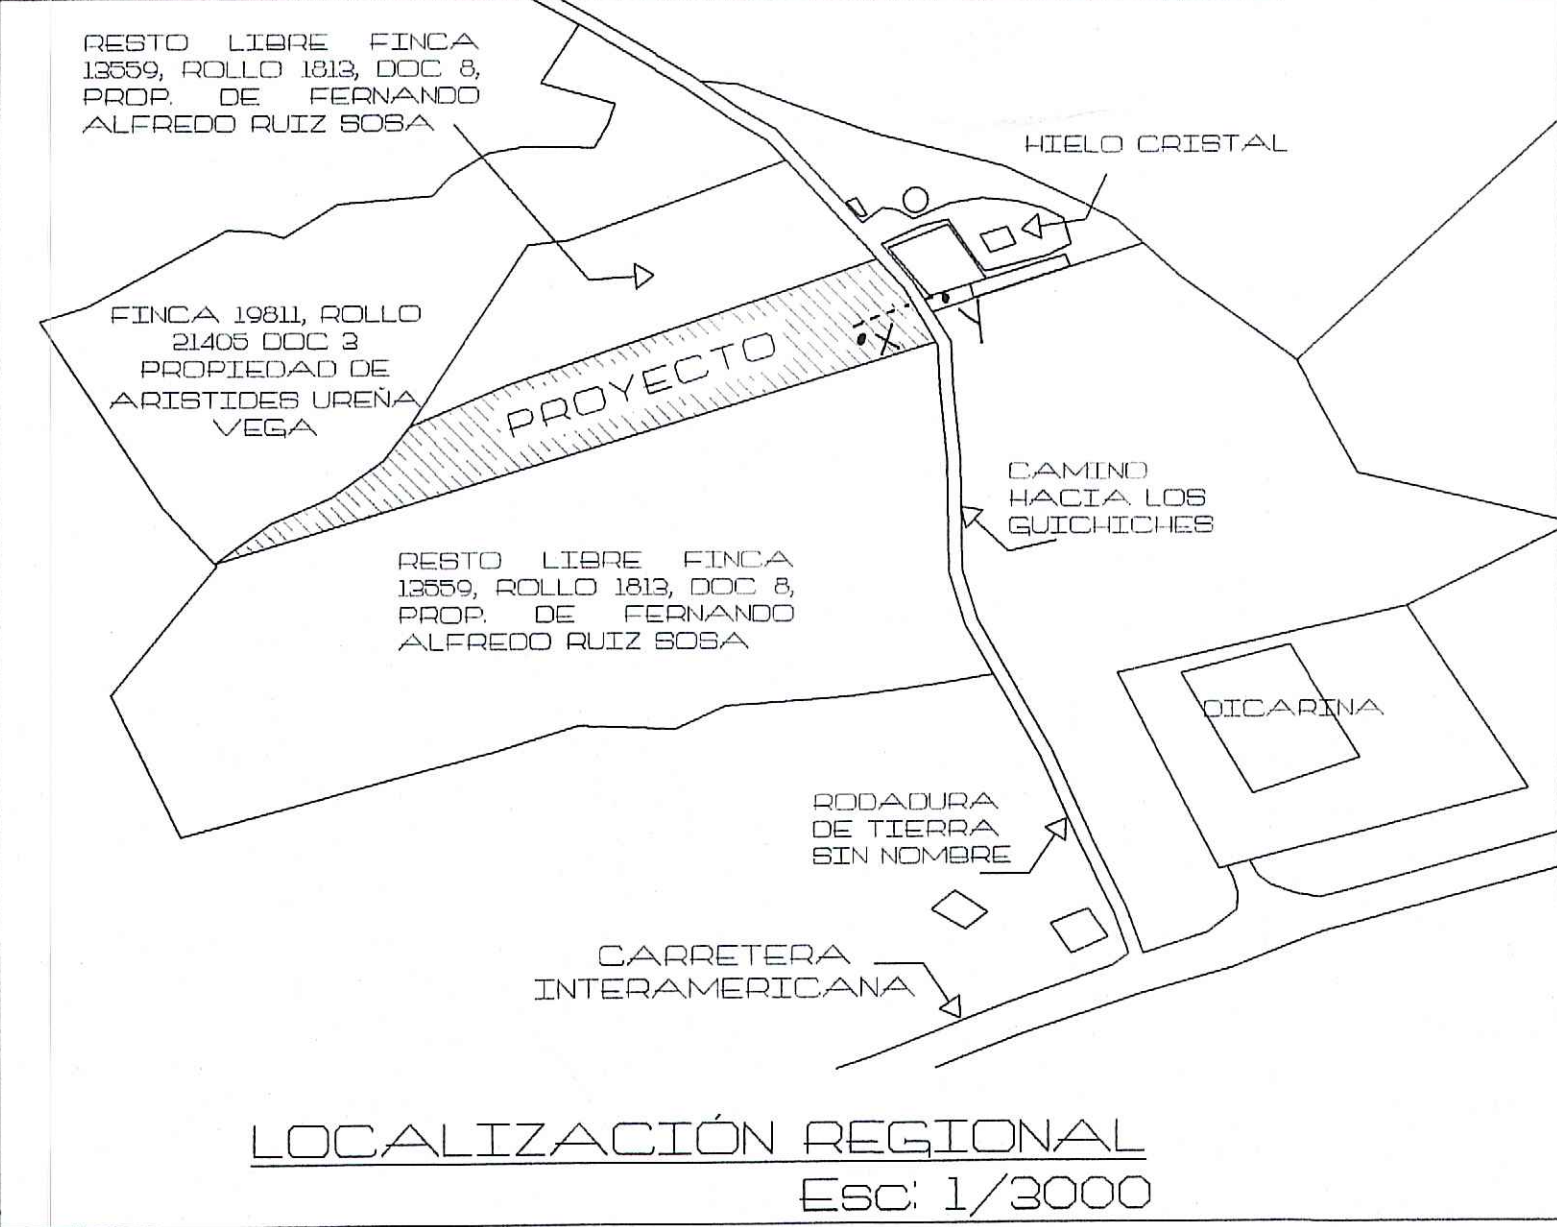 RESTO LIBRE FINCA
13559, ROLLO 1813, DOC 8,
PROP. DE FERNANDO
ALFREDO RUIZ SOSA
HIELO CRISTAL
FINCA 19811, ROLLO
21405 DOC 3
PROPIEDAD DE
ARISTIDES UREÑA
VEGA
PROYECTO
CAMINO
HACIA LOS
GUICHICHES
RESTO LIBRE FINCA
13559, ROLLO 1813, DOC 8,
PROP. DE FERNANDO
ALFREDO RUIZ SOSA
DICARINA
RODADURA
DE TIERRA
SIN NOMBRE
CARRETERA
INTERAMERICANA
LOCALIZACIÓN REGIONAL
Esc: 1/3000